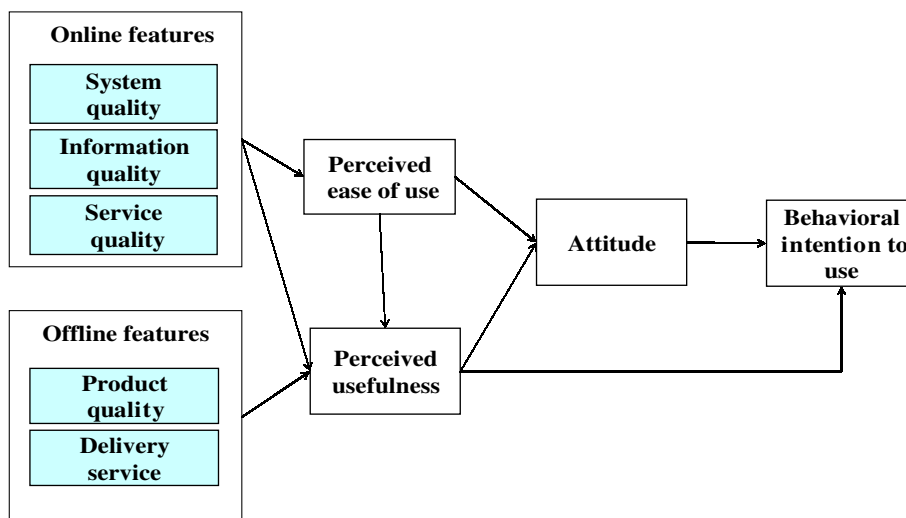 Online features
System
quality
Information
quality
Service
quality
Offline features
Product
quality
Delivery
service
Perceived
ease of use
Perceived
usefulness
Attitude
Behavioral
intention to
use